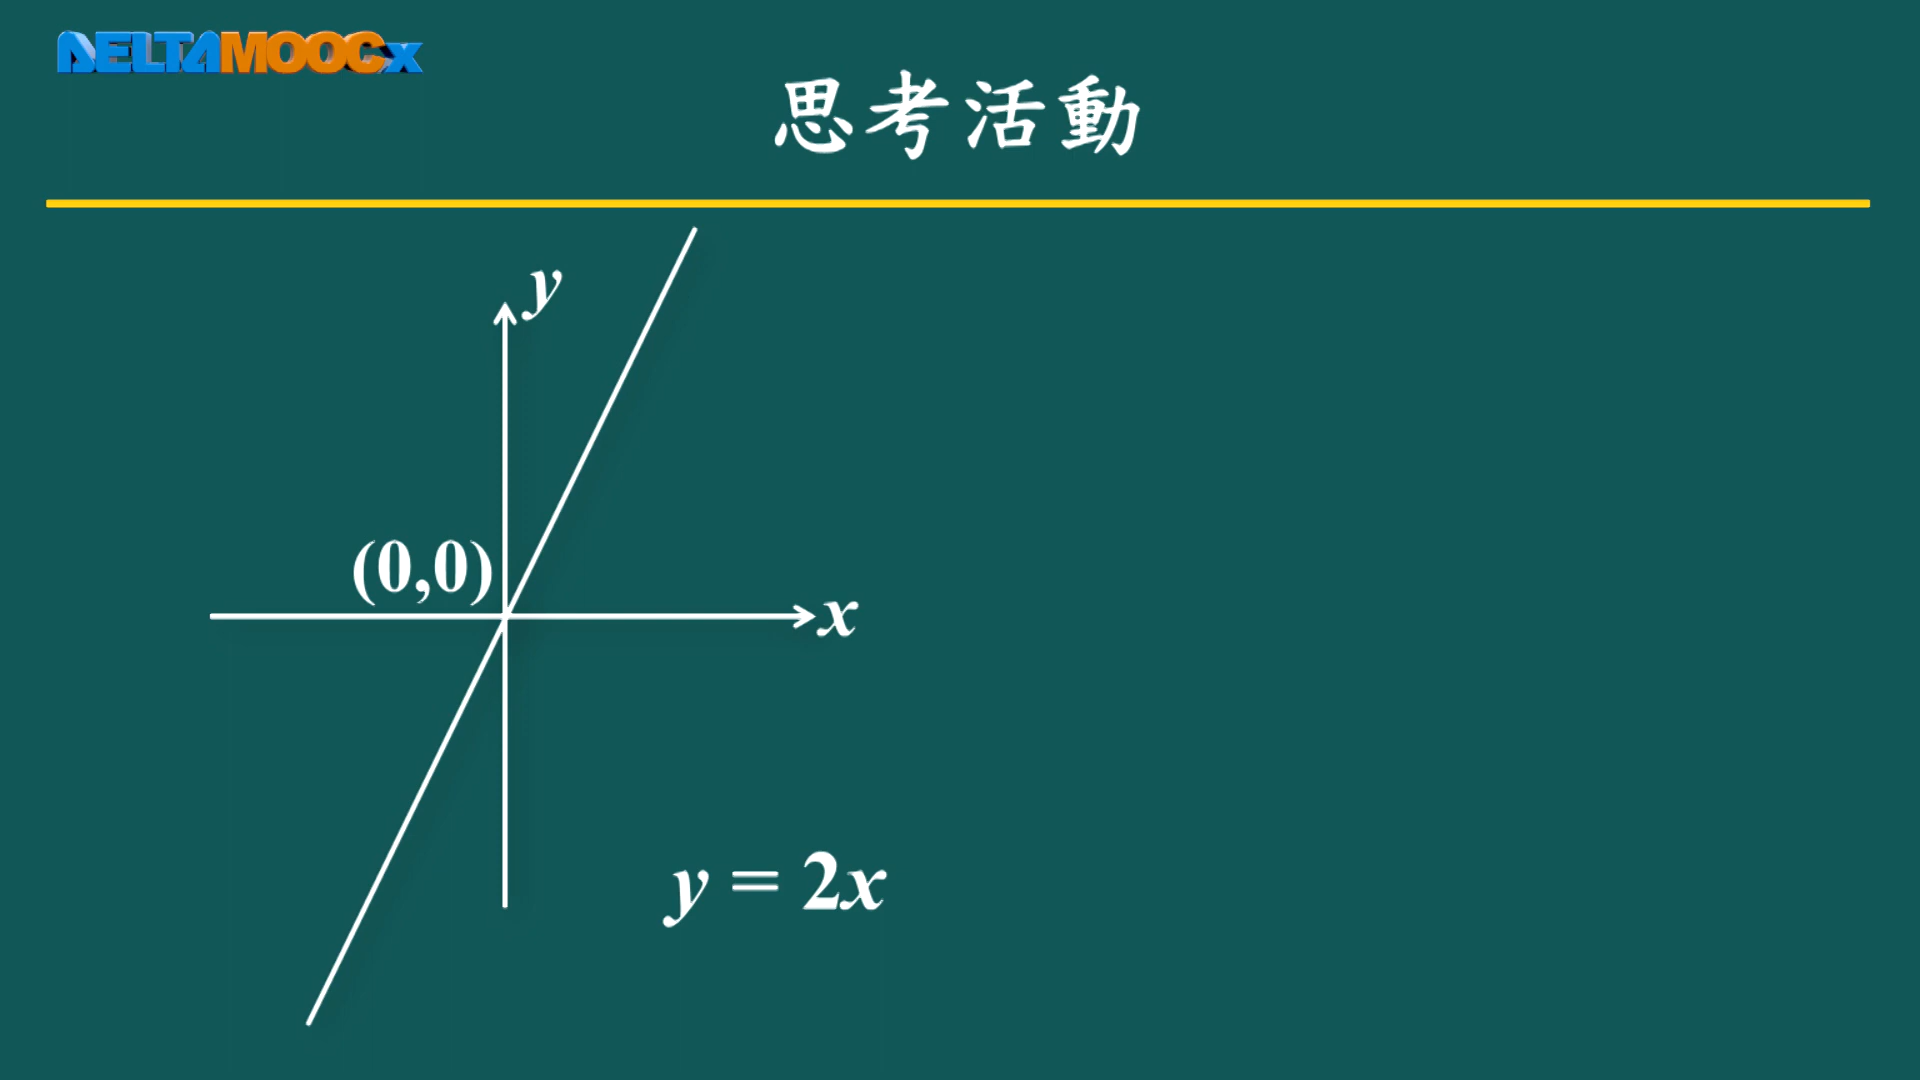 DELTAMOOCx
思考活動
y
(0,0)
x
y = 2x